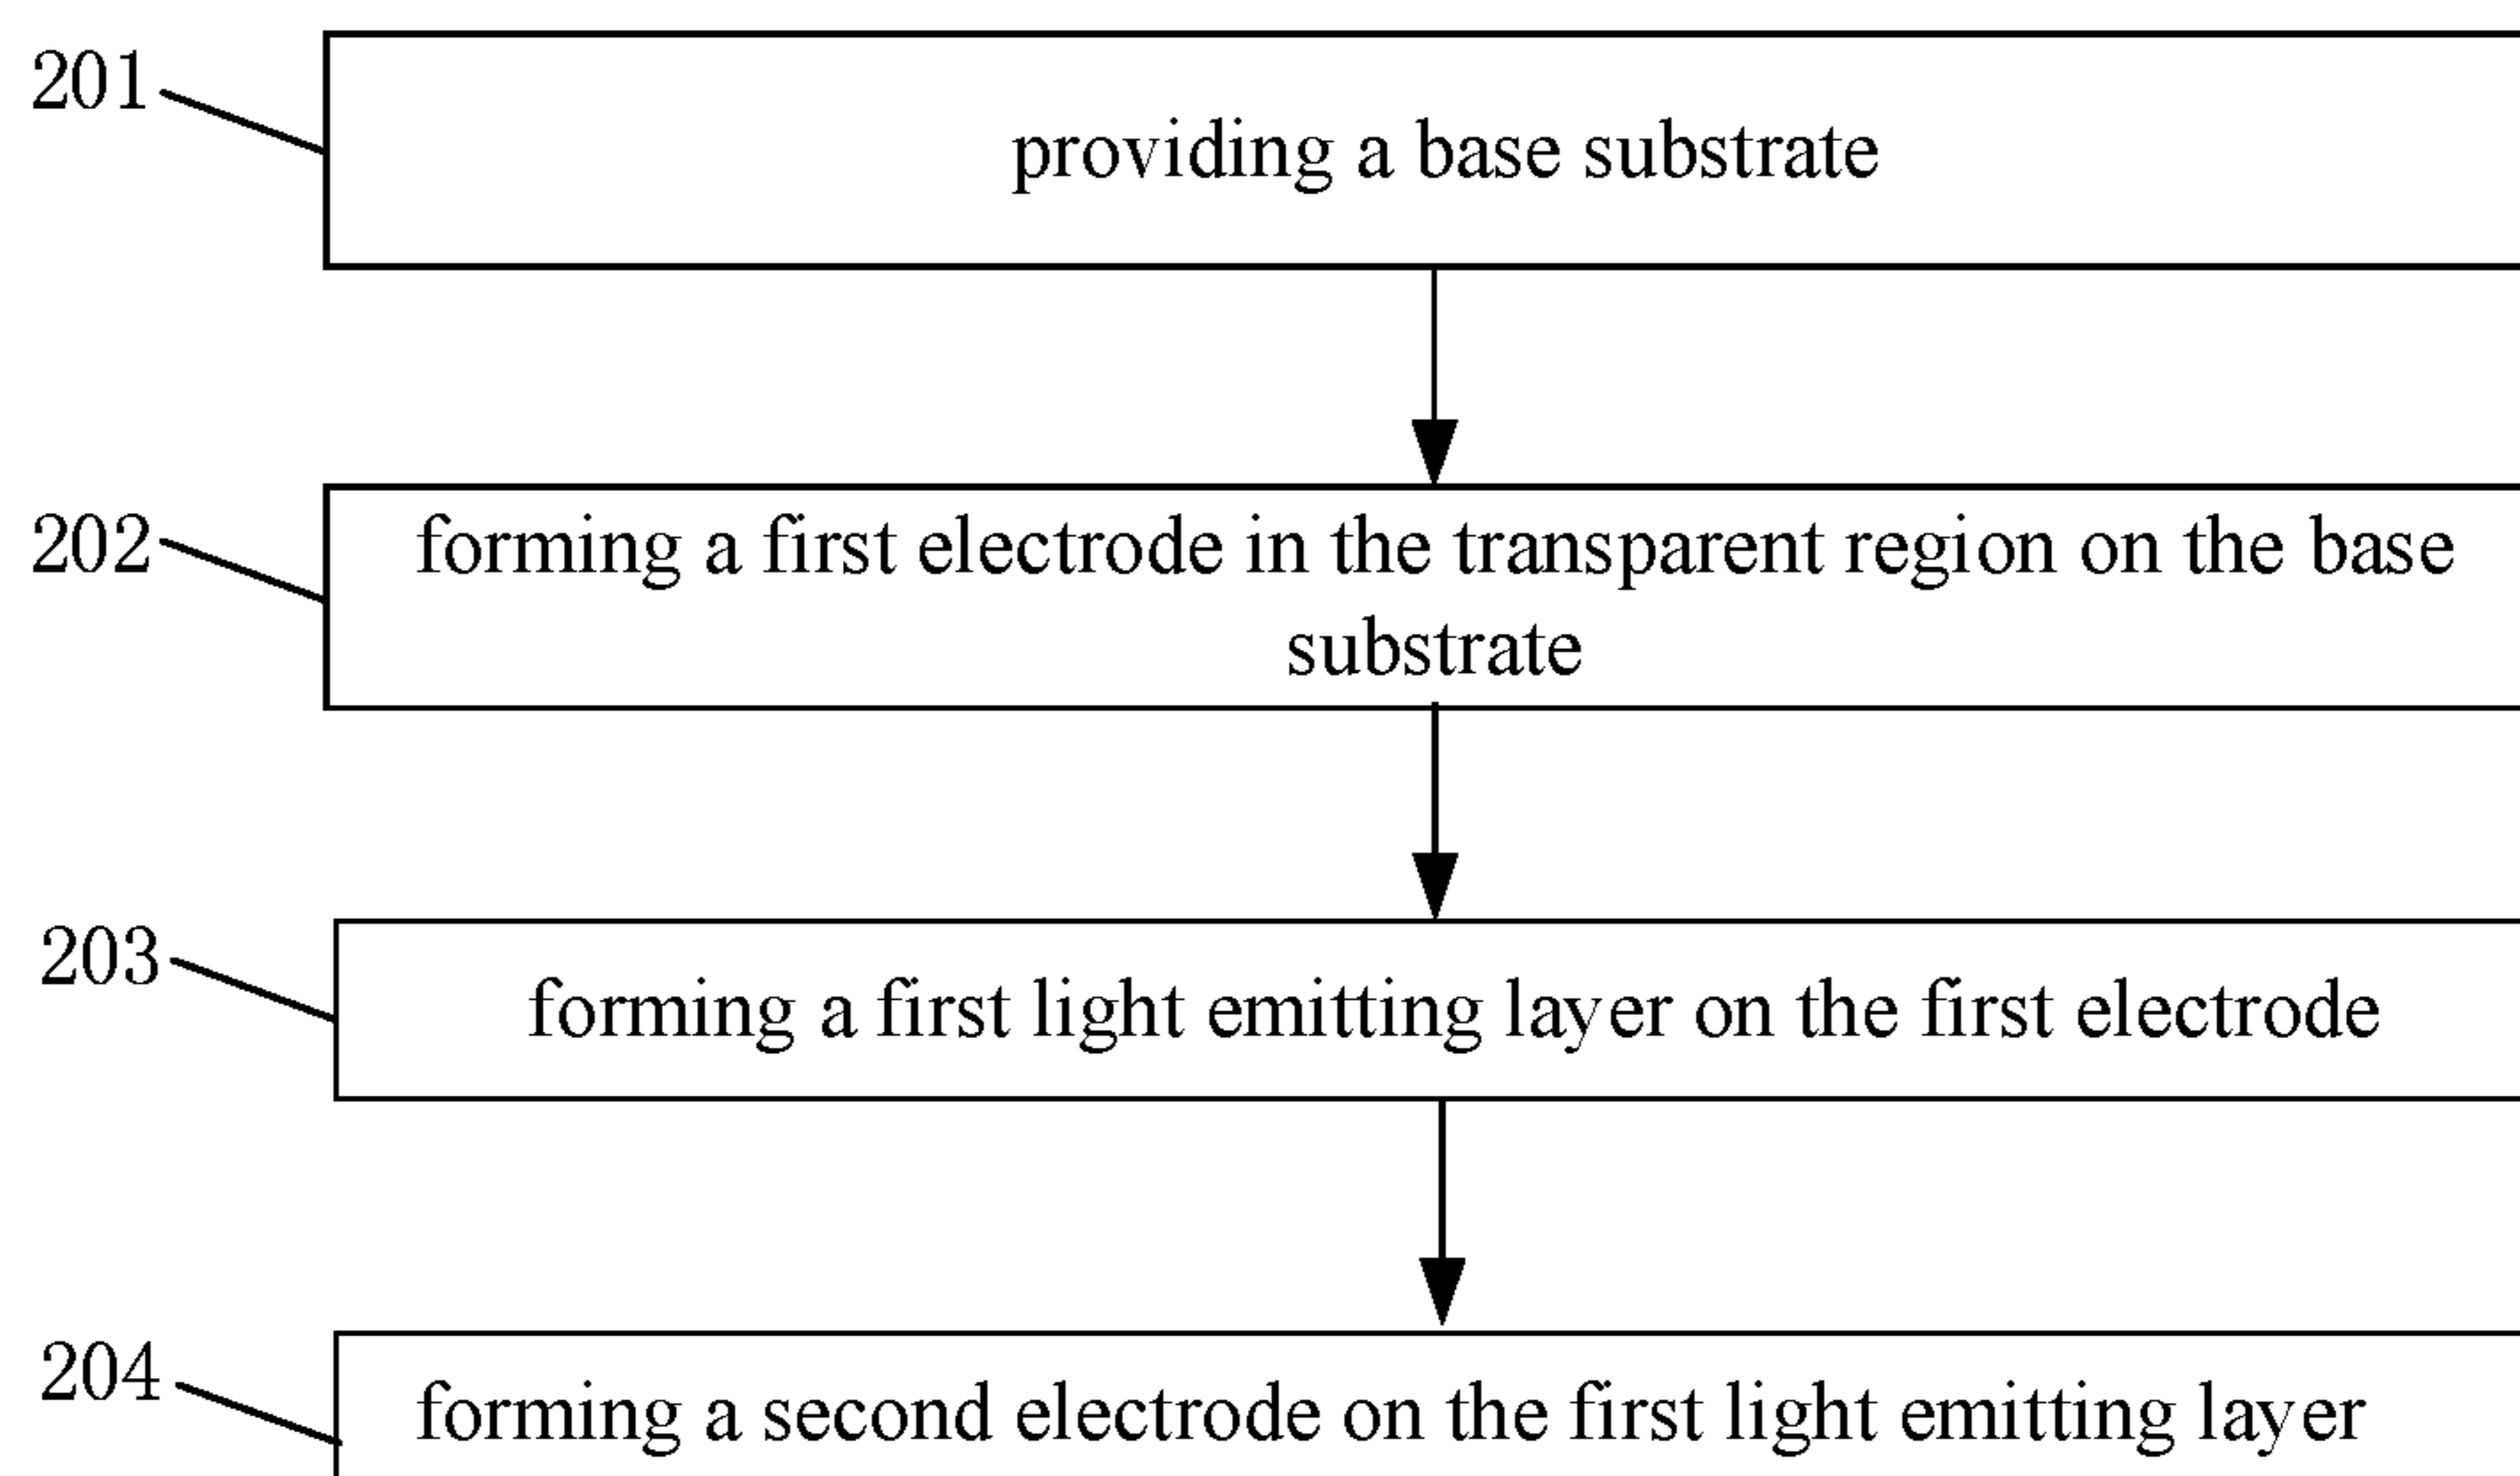 201
providing a base substrate
202
forming a first electrode in the transparent region on the base
substrate
203
forming a first light emitting layer on the first electrode
204
forming a second electrode on the first light emitting layer